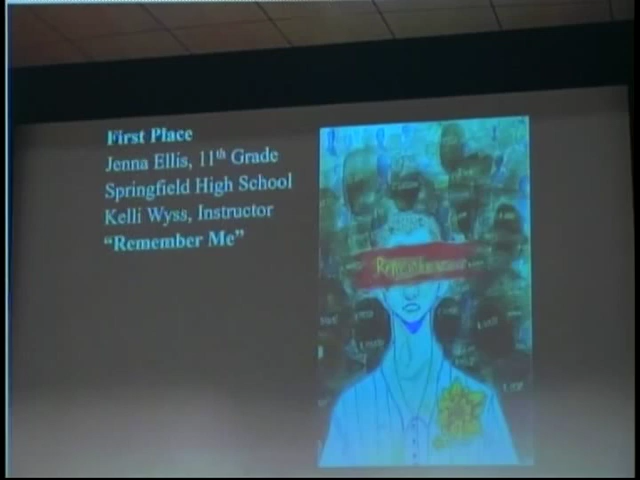 First Place
Jenna Ellis, 11th Grade
Springfield High School
Kelli Wyss, Instructor
“Remember Me”